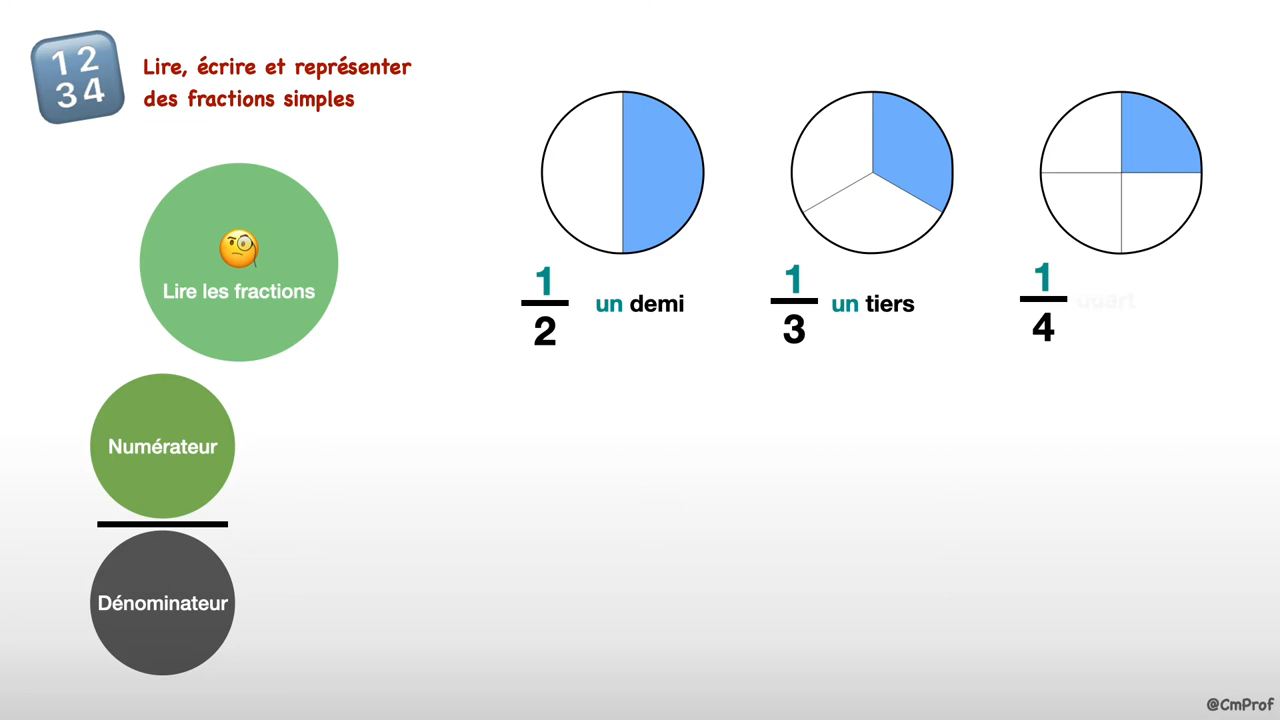 1 2
3 4
Lire, écrire et représenter
des fractions simples
Lire les fractions
Numérateur
Dénominateur
1
2
un demi
1
3
un tiers
1
4
quart
@CmProf